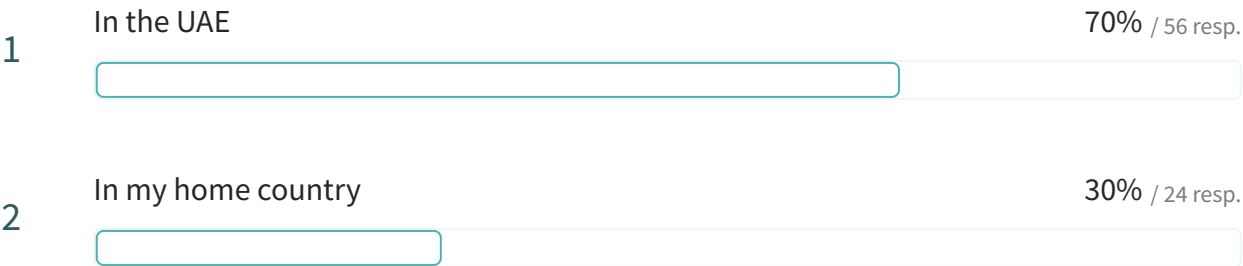 1 In the UAE 70% / 56 resp.
2 In my home country 30% / 24 resp.